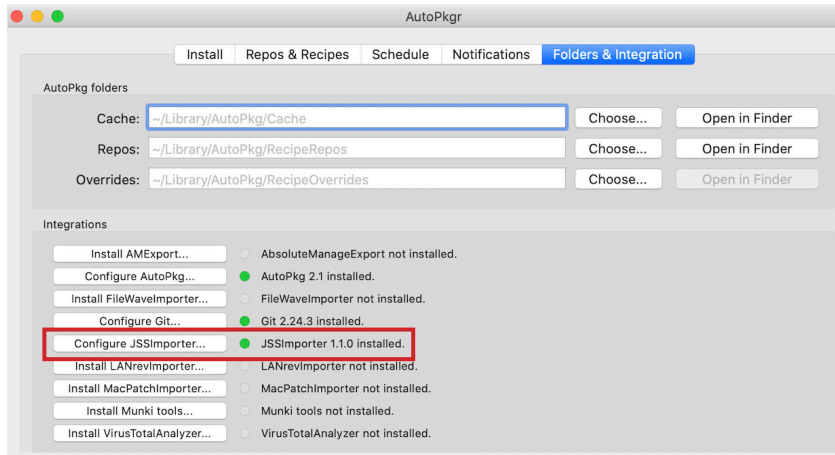 AutoPkgr
Install Repos & Recipes Schedule Notifications Folders & Integration
AutoPkg folders
Cache: ~/Library/AutoPkg/Cache Choose... Open in Finder
Repos: ~/Library/AutoPkg/RecipeRepos Choose... Open in Finder
Overrides: ~/Library/AutoPkg/RecipeOverrides Choose... Open in Finder
Integrations
Install AMExport... AbsoluteManageExport not installed.
Configure AutoPkg... AutoPkg 2.1 installed.
Install FileWaveImporter... FileWaveImporter not installed.
Configure Git... Git 2.24.3 installed.
Configure JSSImporter... JSSImporter 1.1.0 installed.
Install LANrevImporter... LANrevImporter not installed.
Install MacPatchImporter... MacPatchImporter not installed.
Install Munki tools... Munki tools not installed.
Install VirusTotalAnalyzer... VirusTotalAnalyzer not installed.